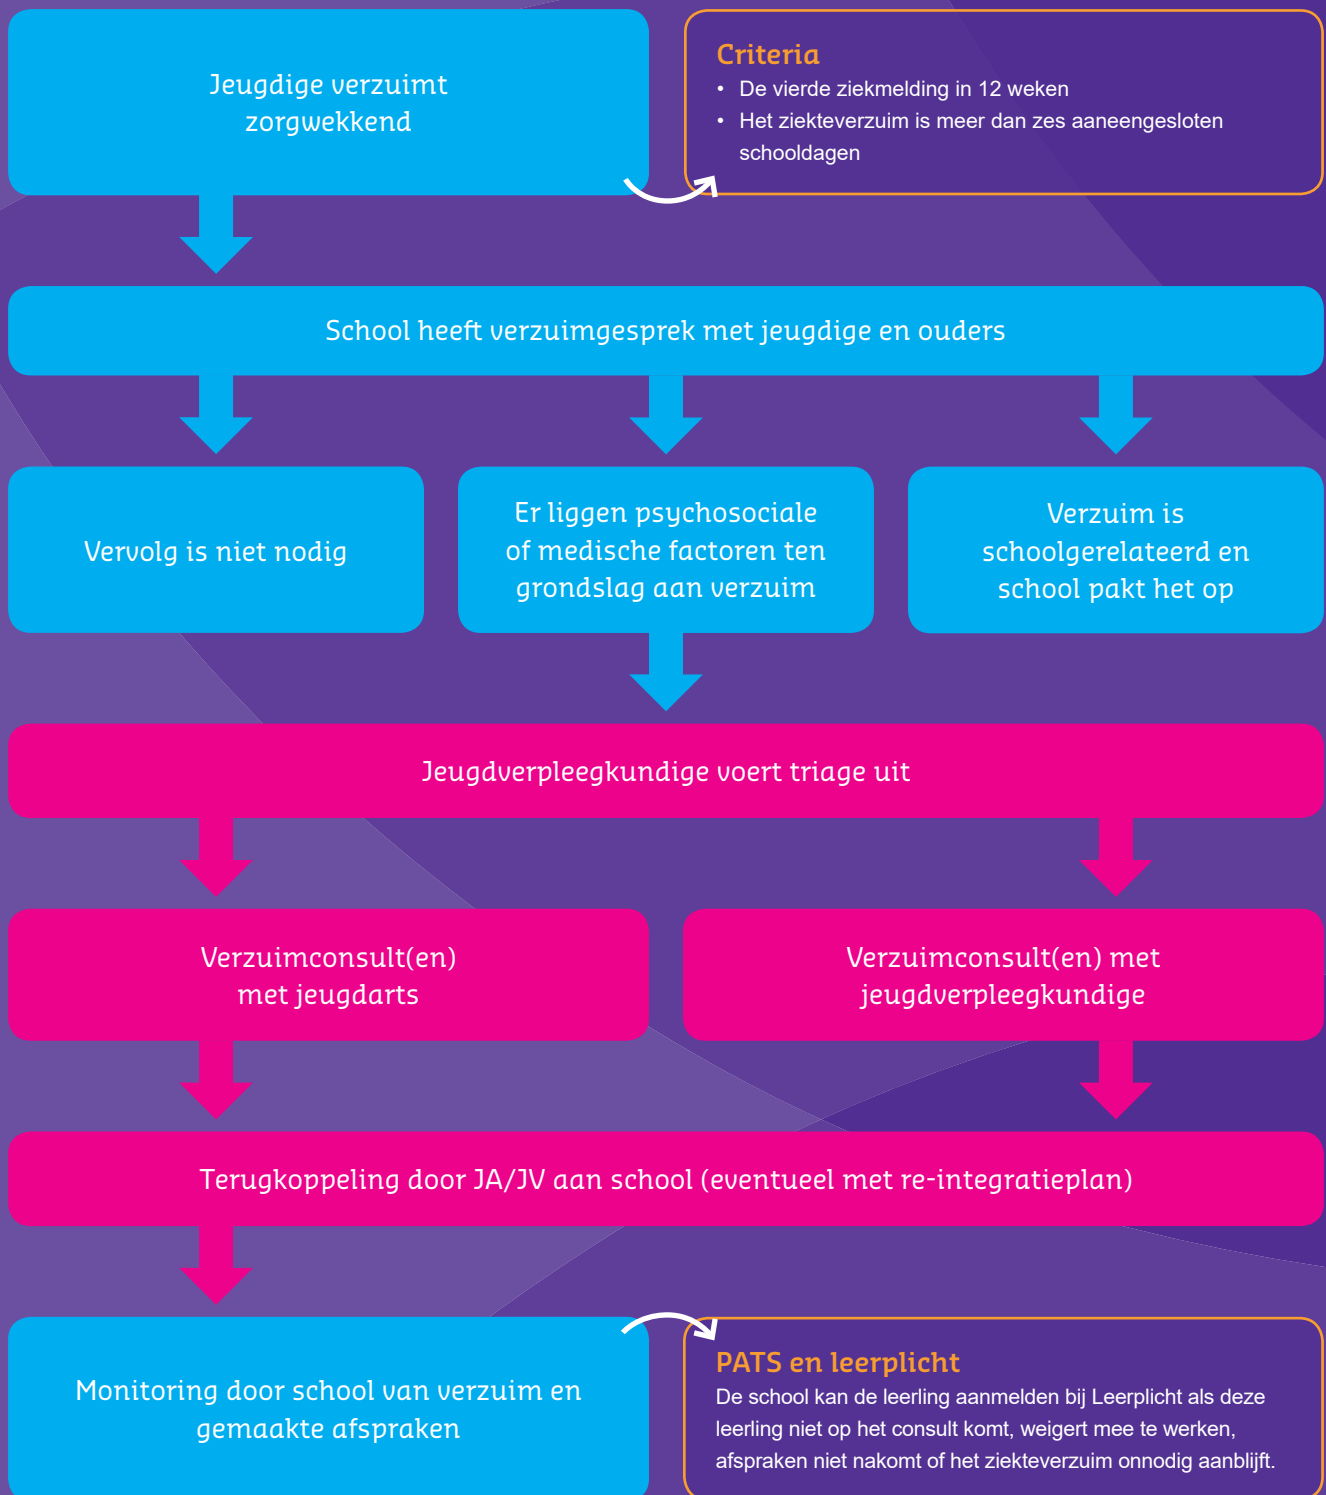 Jeugdige verzuimt
zorgwekkend
Criteria
• De vierde ziekmelding in 12 weken
• Het ziekteverzuim is meer dan zes aaneengesloten
schooldagen
School heeft verzuimgesprek met jeugdige en ouders
Vervolg is niet nodig
Er liggen psychosociale
of medische factoren ten
grondslag aan verzuim
Verzuim is
schoolgerelateerd en
school pakt het op
Jeugdverpleegkundige voert triage uit
Verzuimconsult(en)
met jeugdarts
Verzuimconsult(en) met
jeugdverpleegkundige
Terugkoppeling door JA/JV aan school (eventueel met re-integratieplan)
Monitoring door school van verzuim en
gemaakte afspraken
PATS en leerplicht
De school kan de leerling aanmelden bij Leerplicht als deze
leerling niet op het consult komt, weigert mee te werken,
afspraken niet nakomt of het ziekteverzuim onnodig aanblijft.